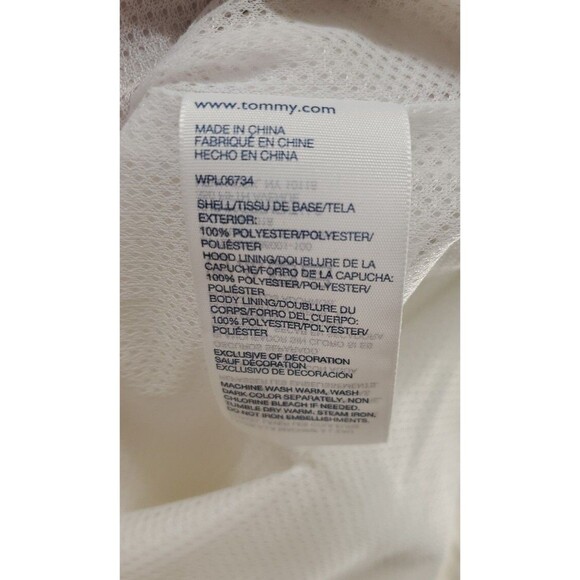 www.tommy.com
MADE IN CHINA
FABRIQUÉ EN CHINE
HECHO EN CHINA
WPL06734
SHELL/TISSU DE BASE/TELA
EXTERIOR:
100% POLYESTER/POLYESTER/
POLIÉSTER
HOOD LINING/DOUBLURE DE LA
CAPUCHE/FORRO DE LA CAPUCHA:
100% POLYESTER/POLYESTER/
POLIÉSTER
BODY LINING/DOUBLURE DU
CORPS/FORRO DEL CUERPO:
100% POLYESTER/POLYESTER/
POLIÉSTER
EXCLUSIVE OF DECORATION
SAUF DÉCORATION
EXCLUSIVO DE DECORACIÓN
MACHINE WASH WARM, WASH
DARK COLOR SEPARATELY. NON
CHLORINE BLEACH IF NEEDED.
TUMBLE DRY WARM. STEAM IRON.
DO NOT IRON EMBELLISHMENTS.